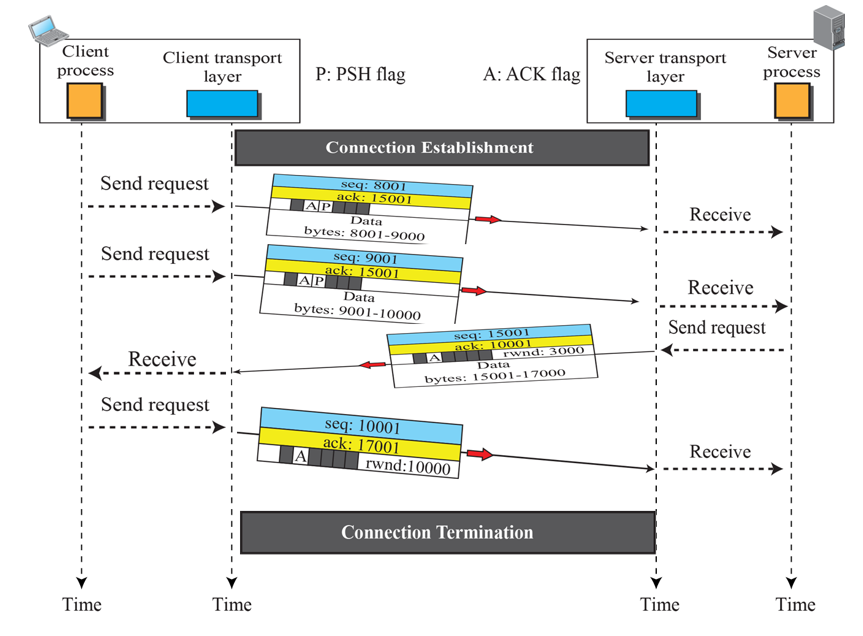 Client
process
Client transport
layer
P: PSH flag
A: ACK flag
Server transport
layer
Server
process
Connection Establishment
Send request
seq: 8001
ack: 15001
A P
Data
bytes: 8001-9000
Receive
Send request
seq: 9001
ack: 15001
A P
Data
bytes: 9001-10000
Receive
Send request
seq: 15001
ack: 10001
A rwnd: 3000
Data
bytes: 15001-17000
Receive
Send request
seq: 10001
ack: 17001
A rwnd:10000
Receive
Connection Termination
Time
Time
Time
Time